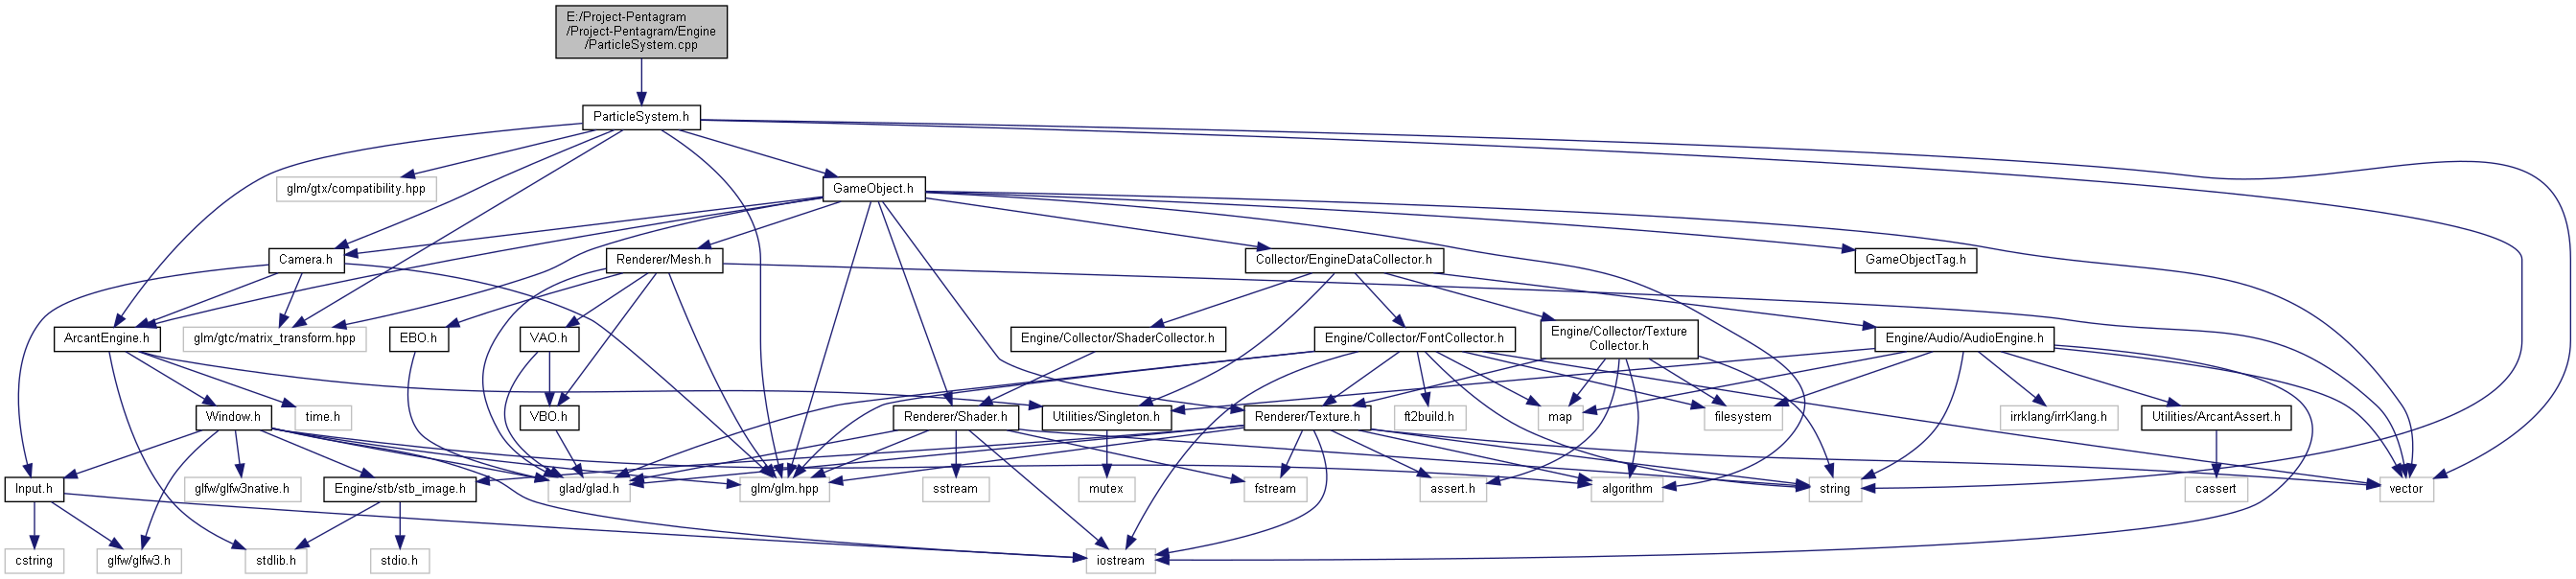 E:/Project-Pentagram
/Project-Pentagram/Engine
/ParticleSystem.cpp
ParticleSystem.h
glm/gtx/compatibility.hpp
GameObject.h
Camera.h
Renderer/Mesh.h
Collector/EngineDataCollector.h
GameObjectTag.h
ArcantEngine.h
glm/gtc/matrix_transform.hpp
EBO.h
VAO.h
Engine/Collector/ShaderCollector.h
Engine/Collector/FontCollector.h
Engine/Collector/Texture
Collector.h
Engine/Audio/AudioEngine.h
Window.h
time.h
VBO.h
Renderer/Shader.h
Utilities/Singleton.h
Renderer/Texture.h
ft2build.h
map
filesystem
irrklang/irrKlang.h
Utilities/ArcantAssert.h
Input.h
glfw/glfw3native.h
Engine/stb/stb_image.h
glad/glad.h
glm/glm.hpp
sstream
mutex
fstream
assert.h
algorithm
string
cassert
vector
cstring
glfw/glfw3.h
stdlib.h
stdio.h
iostream